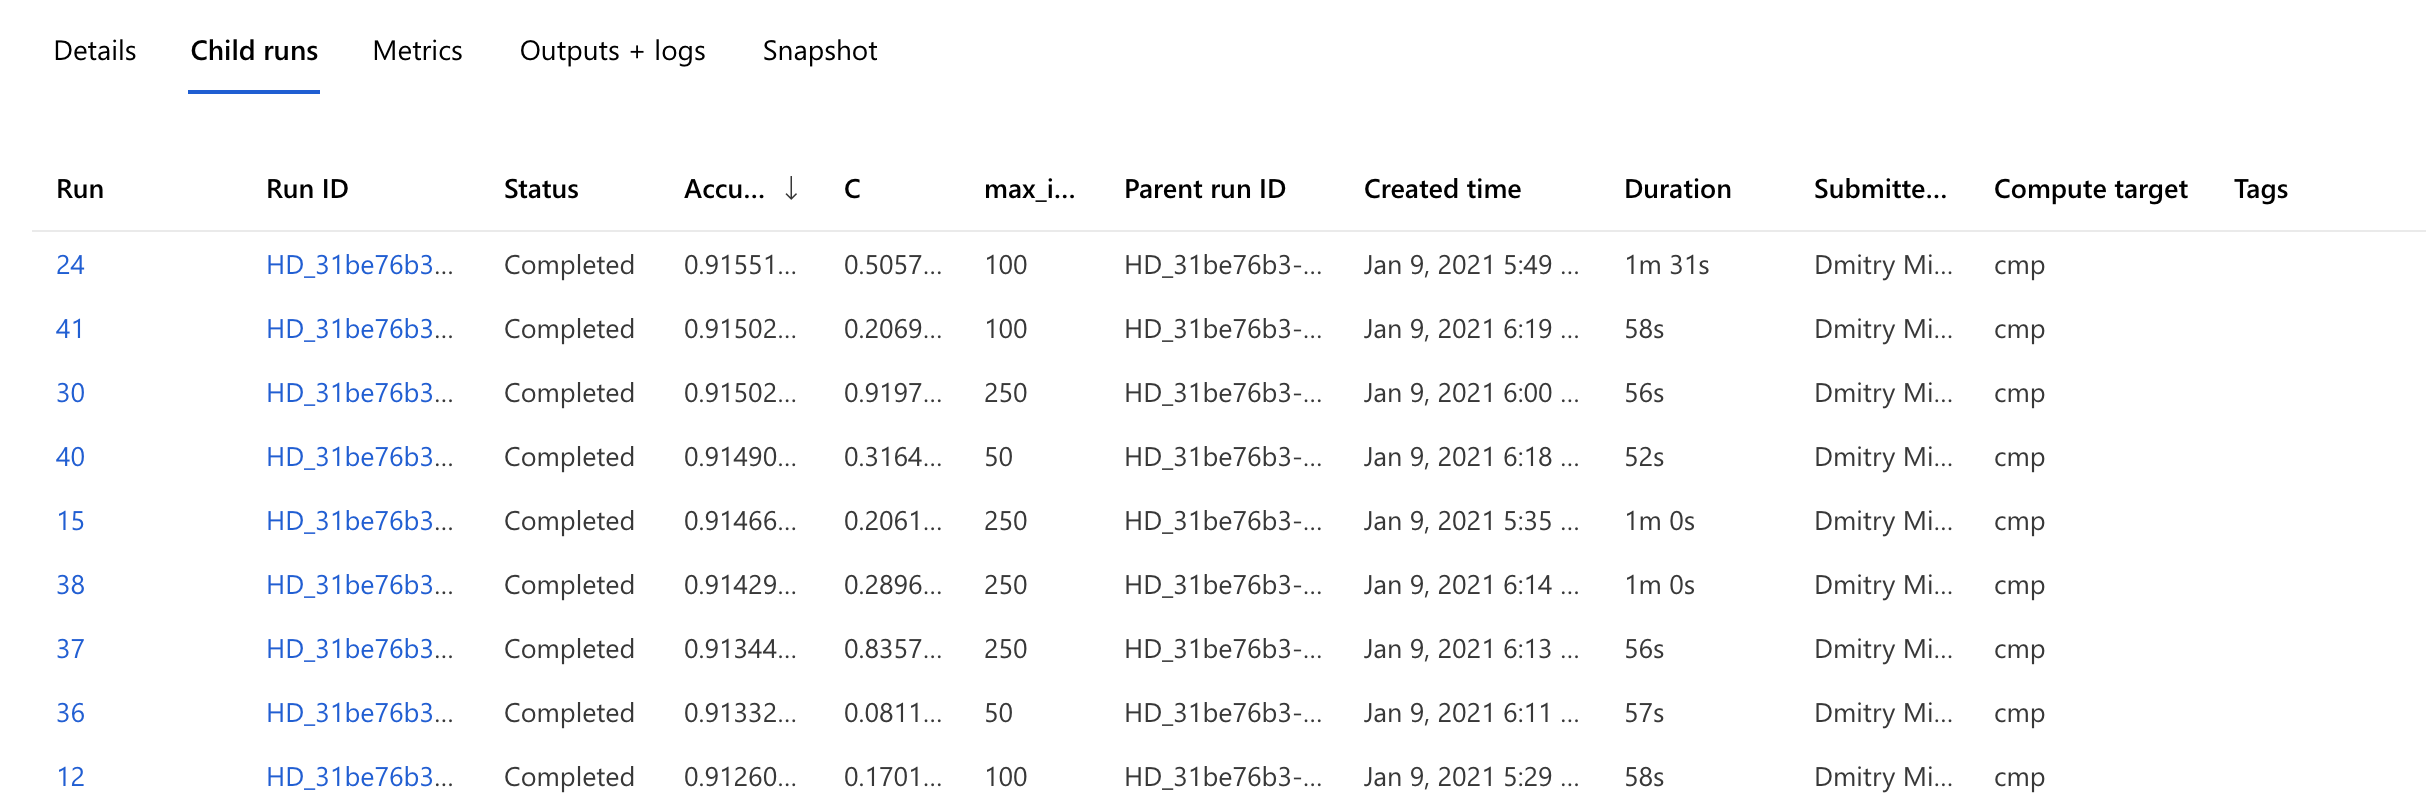 Details Child runs Metrics Outputs + logs Snapshot
Run Run ID Status Accu... ↓ C max_i... Parent run ID Created time Duration Submitte... Compute target Tags
24 HD_31be76b3... Completed 0.91551... 0.5057... 100 HD_31be76b3-... Jan 9, 2021 5:49 ... 1m 31s Dmitry Mi... cmp
41 HD_31be76b3... Completed 0.91502... 0.2069... 100 HD_31be76b3-... Jan 9, 2021 6:19 ... 58s Dmitry Mi... cmp
30 HD_31be76b3... Completed 0.91502... 0.9197... 250 HD_31be76b3-... Jan 9, 2021 6:00 ... 56s Dmitry Mi... cmp
40 HD_31be76b3... Completed 0.91490... 0.3164... 50 HD_31be76b3-... Jan 9, 2021 6:18 ... 52s Dmitry Mi... cmp
15 HD_31be76b3... Completed 0.91466... 0.2061... 250 HD_31be76b3-... Jan 9, 2021 5:35 ... 1m 0s Dmitry Mi... cmp
38 HD_31be76b3... Completed 0.91429... 0.2896... 250 HD_31be76b3-... Jan 9, 2021 6:14 ... 1m 0s Dmitry Mi... cmp
37 HD_31be76b3... Completed 0.91344... 0.8357... 250 HD_31be76b3-... Jan 9, 2021 6:13 ... 56s Dmitry Mi... cmp
36 HD_31be76b3... Completed 0.91332... 0.0811... 50 HD_31be76b3-... Jan 9, 2021 6:11 ... 57s Dmitry Mi... cmp
12 HD_31be76b3... Completed 0.91260... 0.1701... 100 HD_31be76b3-... Jan 9, 2021 5:29 ... 58s Dmitry Mi... cmp